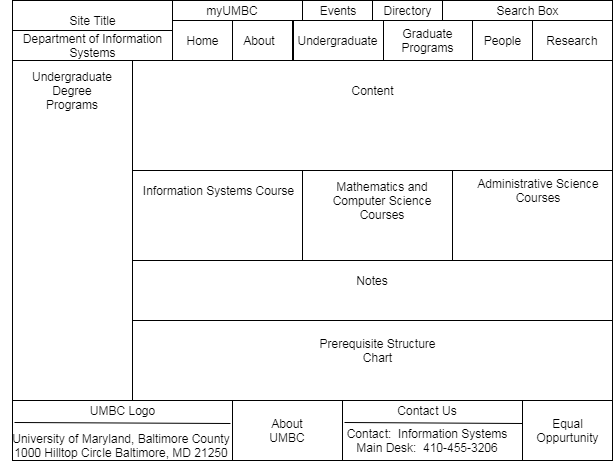 Site Title
myUMBC
Events
Directory
Search Box
Department of Information
Systems
Home
About
Undergraduate
Graduate
Programs
People
Research
Undergraduate
Degree
Programs
Content
Information Systems Course
Mathematics and
Computer Science
Courses
Administrative Science
Courses
Notes
Prerequisite Structure
Chart
UMBC Logo
University of Maryland, Baltimore County
1000 Hilltop Circle Baltimore, MD 21250
About
UMBC
Contact Us
Contact: Information Systems
Main Desk: 410-455-3206
Equal
Oppurtunity